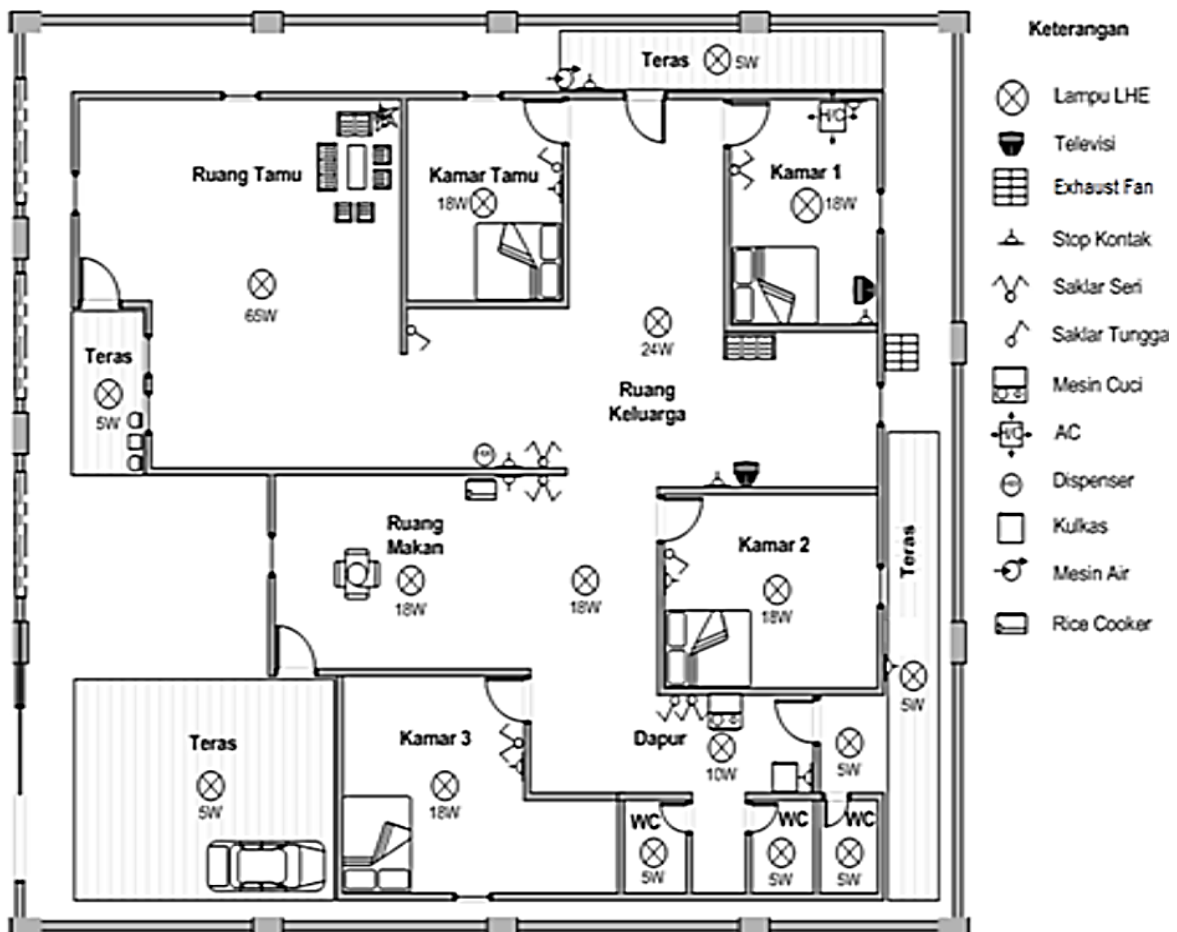 Teras
5W
Ruang Tamu
65W
Kamar Tamu
18W
Kamar 1
18W
H/C
Teras
5W
24W
Ruang
Keluarga
Ruang
Makan
18W
18W
Kamar 2
18W
Teras
5W
Teras
5W
Kamar 3
18W
Dapur
10W
5W
WC
5W
WC
5W
WC
5W
Keterangan
Lampu LHE
Televisi
Exhaust Fan
Stop Kontak
Saklar Seri
Saklar Tungga
Mesin Cuci
H/C
AC
Dispenser
Kulkas
Mesin Air
Rice Cooker